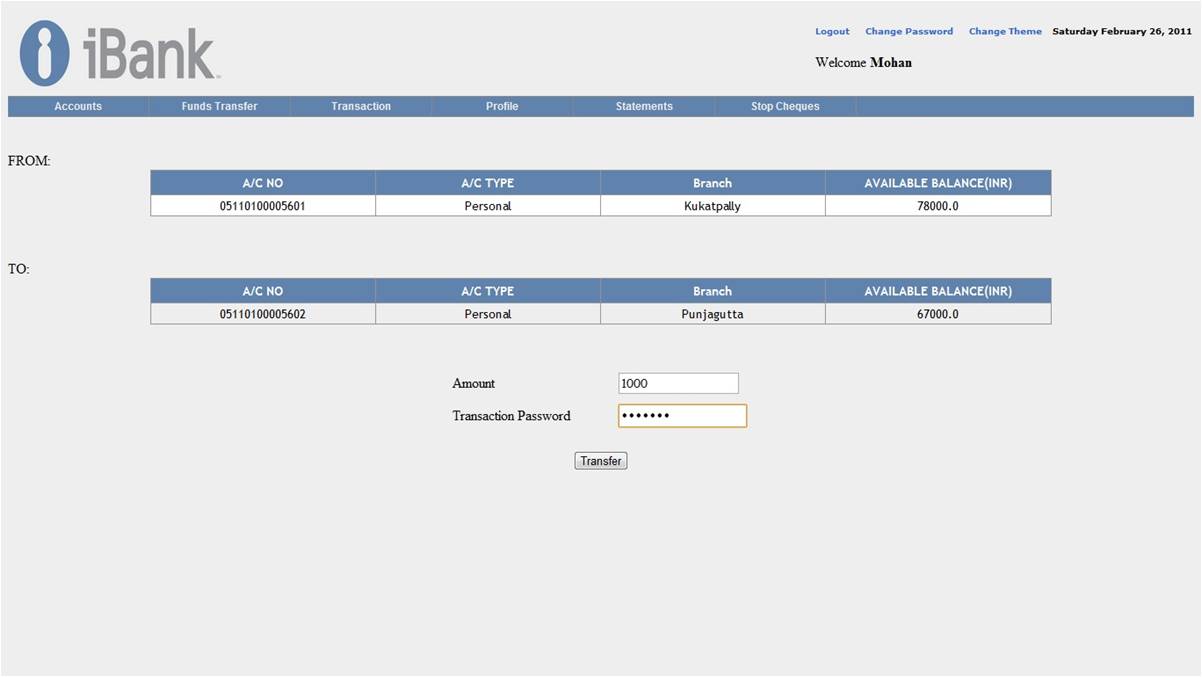 iBank
Logout Change Password Change Theme Saturday February 26, 2011
Welcome Mohan
Accounts Funds Transfer Transaction Profile Statements Stop Cheques
FROM:
A/C NO A/C TYPE Branch AVAILABLE BALANCE(INR)
05110100005601 Personal Kukatpally 78000.0
TO:
A/C NO A/C TYPE Branch AVAILABLE BALANCE(INR)
05110100005602 Personal Punjagutta 67000.0
Amount 1000
Transaction Password •••••••
Transfer